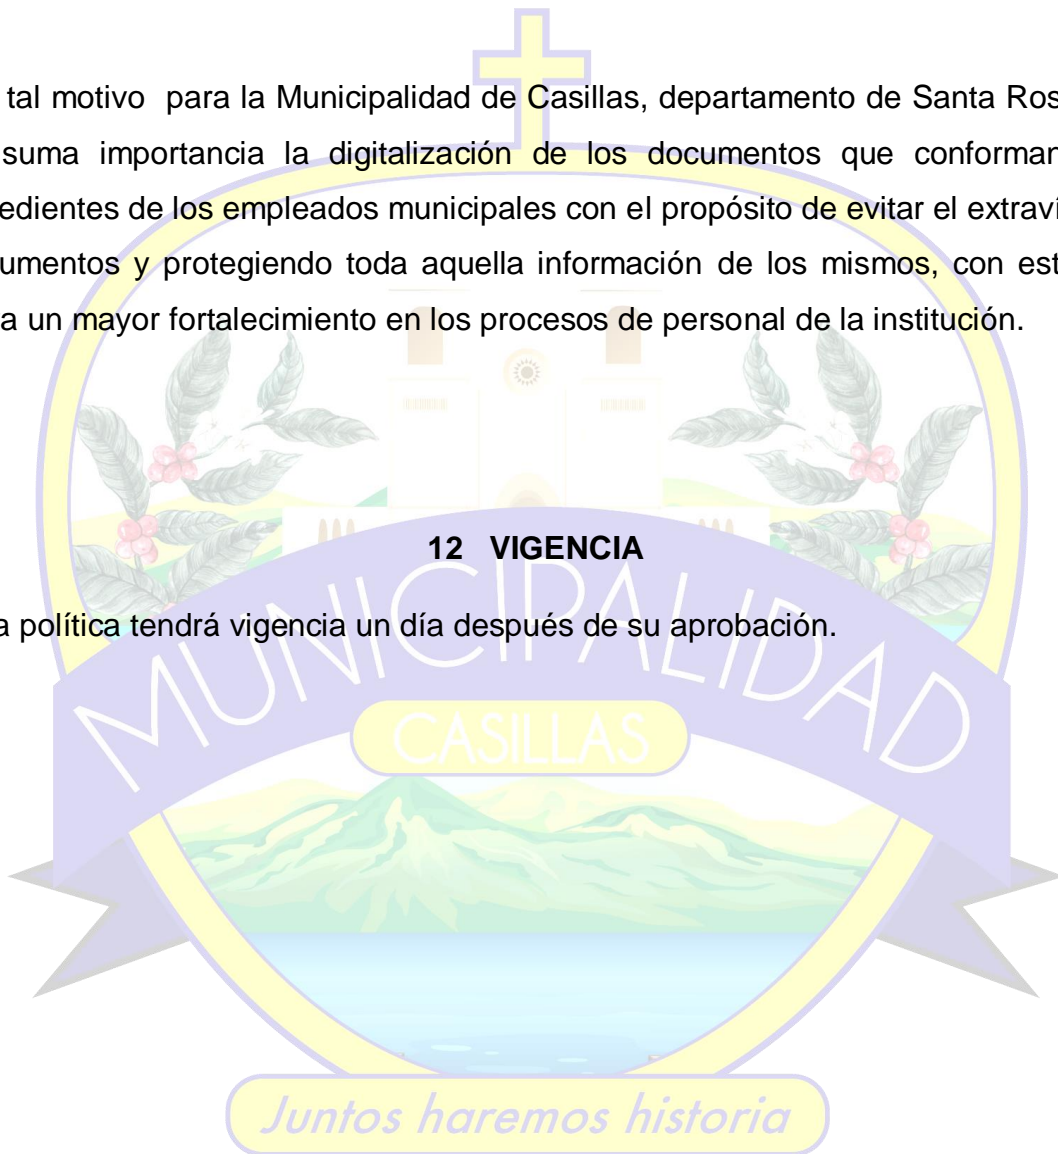 tal motivo para la Municipalidad de Casillas, departamento de Santa Ros
suma importancia la digitalización de los documentos que conforman
edientes de los empleados municipales con el propósito de evitar el extraví
umentos y protegiendo toda aquella información de los mismos, con est
a un mayor fortalecimiento en los procesos de personal de la institución.
12 VIGENCIA
a política tendrá vigencia un día después de su aprobación.
MUNICIPALIDAD
CASILLAS
Juntos haremos historia